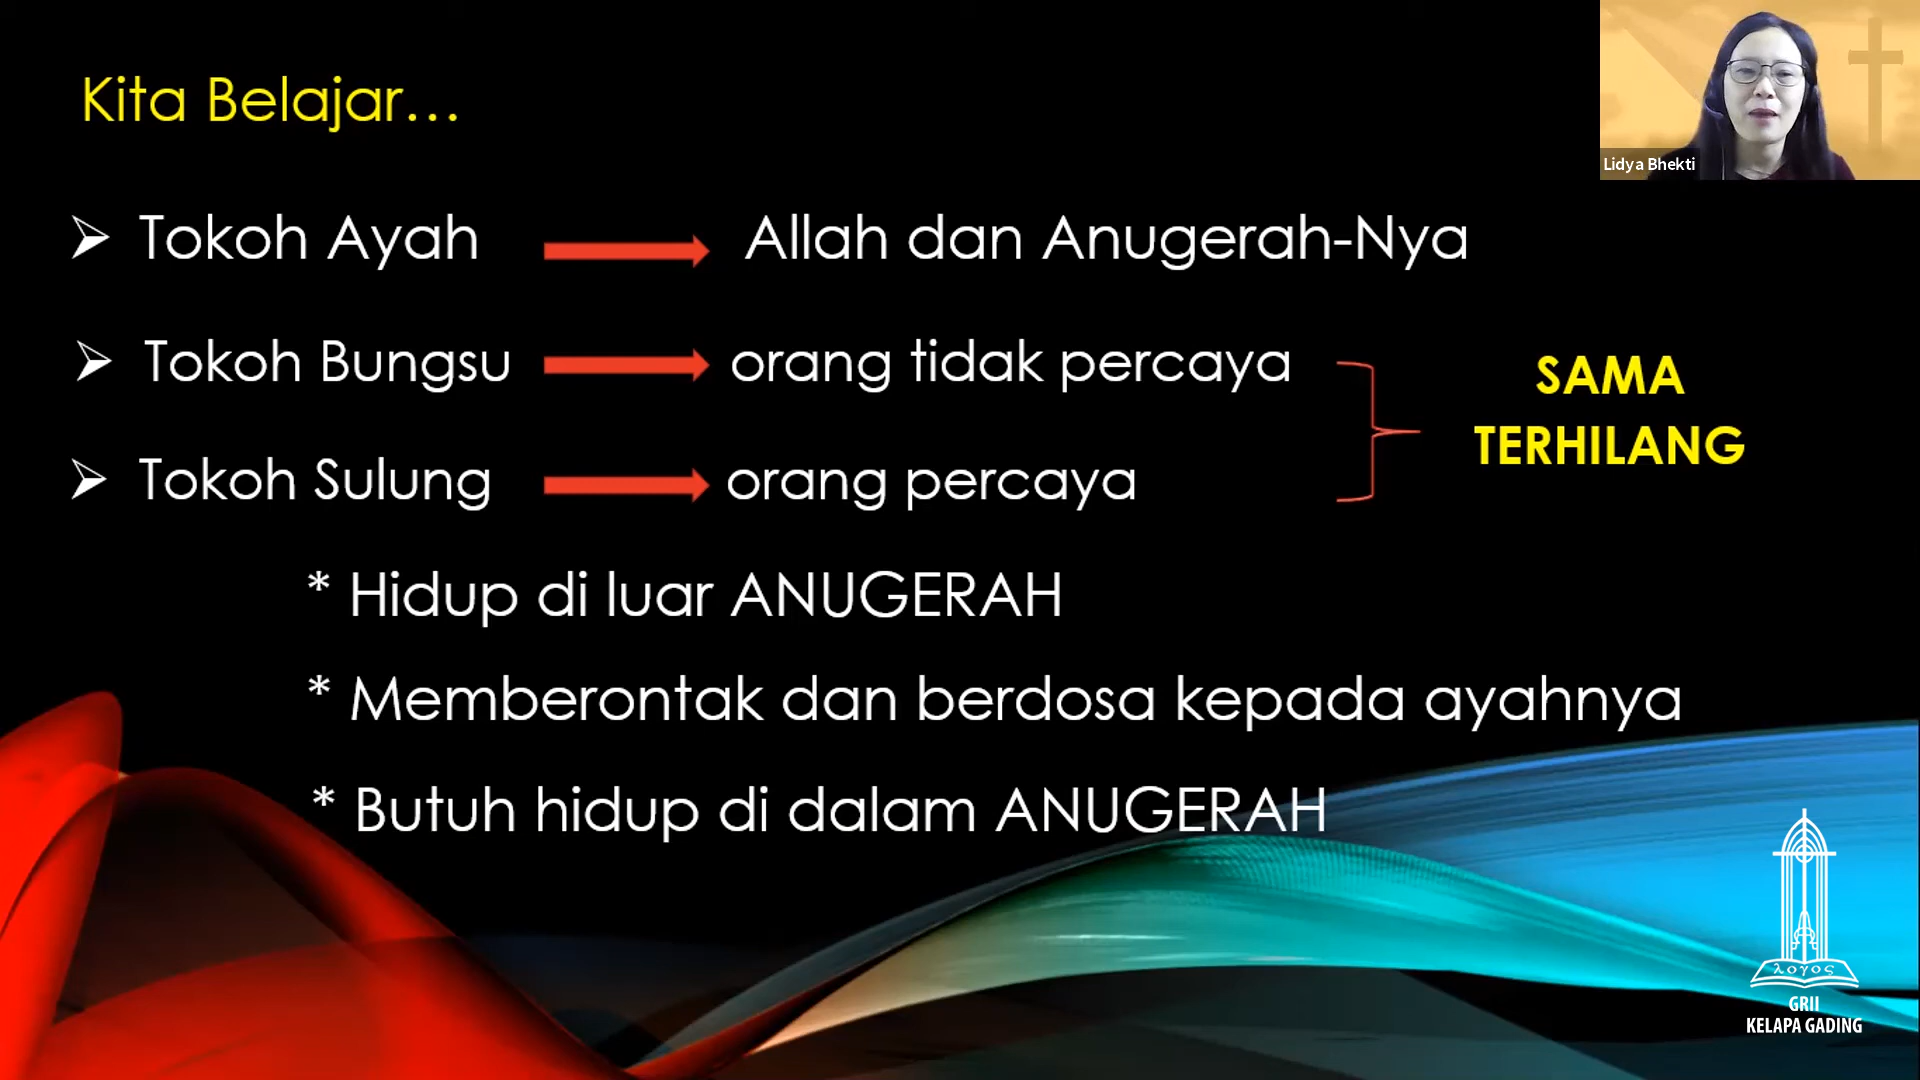 Kita Belajar...
Lidya Bhekti
➢ Tokoh Ayah Allah dan Anugerah-Nya
➢ Tokoh Bungsu orang tidak percaya
➢ Tokoh Sulung orang percaya
SAMA
TERHILANG
* Hidup di luar ANUGERAH
* Memberontak dan berdosa kepada ayahnya
* Butuh hidup di dalam ANUGERAH
λογος
GRII
KELAPA GADING